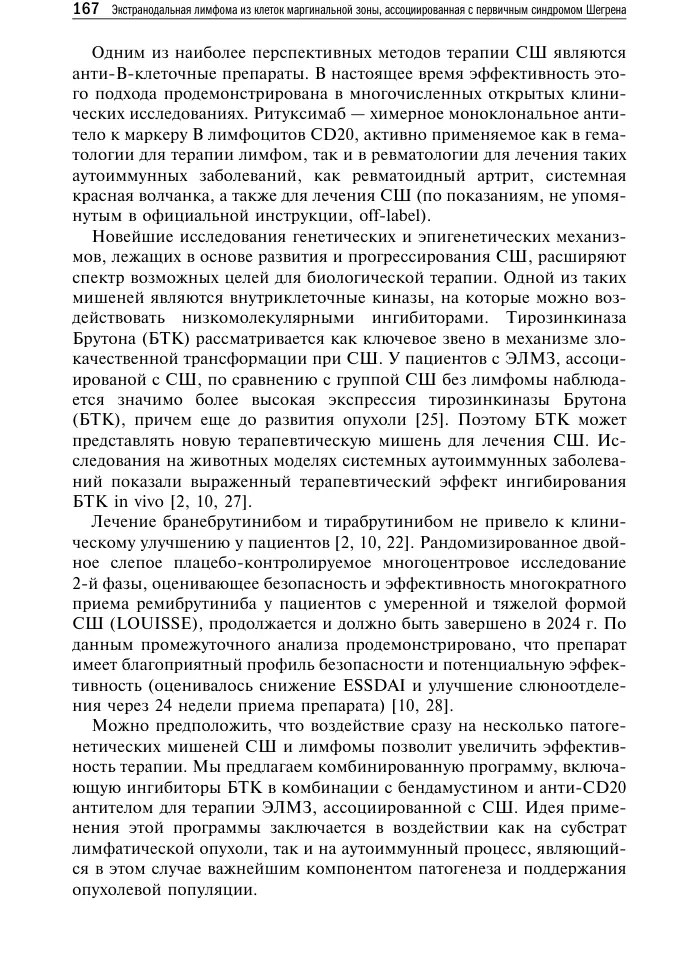 167 Экстранодальная лимфома из клеток маргинальной зоны, ассоциированная с первичным синдромом Шегрена
Одним из наиболее перспективных методов терапии СШ являются
анти-В-клеточные препараты. В настоящее время эффективность это-
го подхода продемонстрирована в многочисленных открытых клини-
ческих исследованиях. Ритуксимаб — химерное моноклональное анти-
тело к маркеру В лимфоцитов CD20, активно применяемое как в гема-
тологии для терапии лимфом, так и в ревматологии для лечения таких
аутоиммунных заболеваний, как ревматоидный артрит, системная
красная волчанка, а также для лечения СШ (по показаниям, не упомя-
нутым в официальной инструкции, off-label).
Новейшие исследования генетических и эпигенетических механиз-
мов, лежащих в основе развития и прогрессирования СШ, расширяют
спектр возможных целей для биологической терапии. Одной из таких
мишеней являются внутриклеточные киназы, на которые можно воз-
действовать низкомолекулярными ингибиторами. Тирозинкиназа
Брутона (БТК) рассматривается как ключевое звено в механизме зло-
качественной трансформации при СШ. У пациентов с ЭЛМЗ, ассоци-
ированой с СШ, по сравнению с группой СШ без лимфомы наблюда-
ется значимо более высокая экспрессия тирозинкиназы Брутона
(БТК), причем еще до развития опухоли [25]. Поэтому БТК может
представлять новую терапевтическую мишень для лечения СШ. Ис-
следования на животных моделях системных аутоиммунных заболева-
ний показали выраженный терапевтический эффект ингибирования
БТК in vivo [2, 10, 27].
Лечение бранебрутинибом и тирабрутинибом не привело к клини-
ческому улучшению у пациентов [2, 10, 22]. Рандомизированное двой-
ное слепое плацебо-контролируемое многоцентровое исследование
2-й фазы, оценивающее безопасность и эффективность многократного
приема ремибрутиниба у пациентов с умеренной и тяжелой формой
СШ (LOUISSE), продолжается и должно быть завершено в 2024 г. По
данным промежуточного анализа продемонстрировано, что препарат
имеет благоприятный профиль безопасности и потенциальную эффек-
тивность (оценивалось снижение ESSDAI и улучшение слюноотделе-
ния через 24 недели приема препарата) [10, 28].
Можно предположить, что воздействие сразу на несколько патоге-
нетических мишеней СШ и лимфомы позволит увеличить эффектив-
ность терапии. Мы предлагаем комбинированную программу, включа-
ющую ингибиторы БТК в комбинации с бендамустином и анти-CD20
антителом для терапии ЭЛМЗ, ассоциированной с СШ. Идея приме-
нения этой программы заключается в воздействии как на субстрат
лимфатической опухоли, так и на аутоиммунный процесс, являющий-
ся в этом случае важнейшим компонентом патогенеза и поддержания
опухолевой популяции.